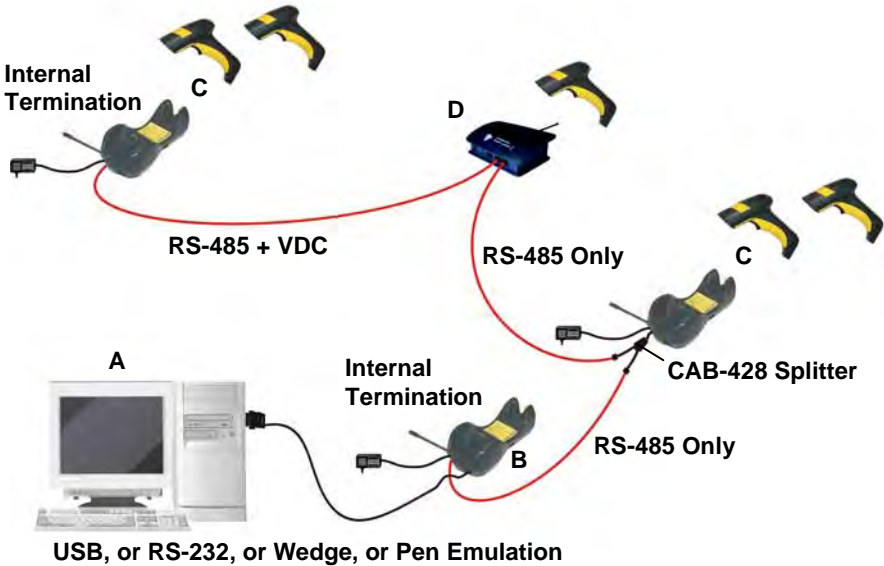 C
Internal
Termination
D
RS-485 + VDC
RS-485 Only
C
CAB-428 Splitter
A
Internal
Termination
B
RS-485 Only
USB, or RS-232, or Wedge, or Pen Emulation